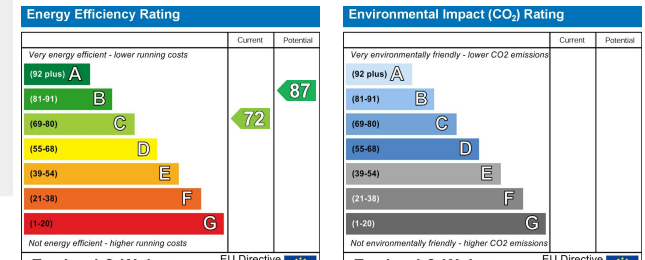 Energy Efficiency Rating
Current Potential
Very energy efficient - lower running costs
(92 plus) A
(81-91) B
87
(69-80) C
72
(55-68) D
(39-54) E
(21-38) F
(1-20) G
Not energy efficient - higher running costs
EU Directive
Environmental Impact (CO₂) Rating
Current Potential
Very environmentally friendly - lower CO2 emissions
(92 plus) A
(81-91) B
(69-80) C
(55-68) D
(39-54) E
(21-38) F
(1-20) G
Not environmentally friendly - higher CO2 emissions
EU Directive